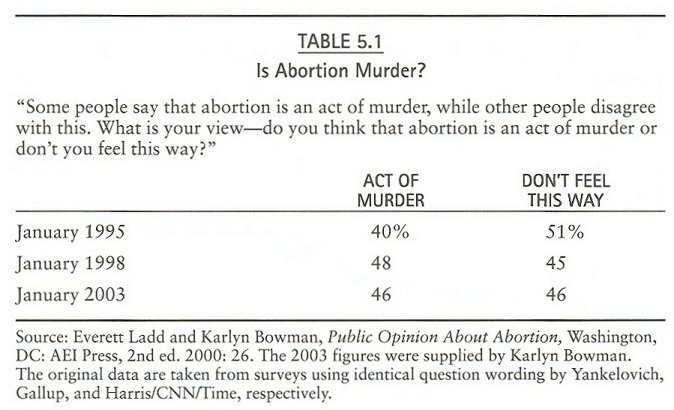 TABLE 5.1
Is Abortion Murder?
“Some people say that abortion is an act of murder, while other people disagree
with this. What is your view—do you think that abortion is an act of murder or
don’t you feel this way?”
ACT OF MURDER DON’T FEEL THIS WAY
January 1995 40% 51%
January 1998 48 45
January 2003 46 46
Source: Everett Ladd and Karlyn Bowman, Public Opinion About Abortion, Washington,
DC: AEI Press, 2nd ed. 2000: 26. The 2003 figures were supplied by Karlyn Bowman.
The original data are taken from surveys using identical question wording by Yankelovich,
Gallup, and Harris/CNN/Time, respectively.